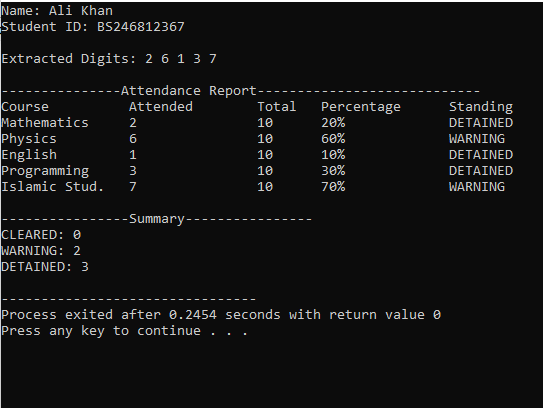 Name: Ali Khan
Student ID: BS246812367
Extracted Digits: 2 6 1 3 7
---------------Attendance Report----------------------------
Course Attended Total Percentage Standing
Mathematics 2 10 20% DETAINED
Physics 6 10 60% WARNING
English 1 10 10% DETAINED
Programming 3 10 30% DETAINED
Islamic Stud. 7 10 70% WARNING
----------------Summary----------------
CLEARED: 0
WARNING: 2
DETAINED: 3
--------------------------------
Process exited after 0.2454 seconds with return value 0
Press any key to continue . . .